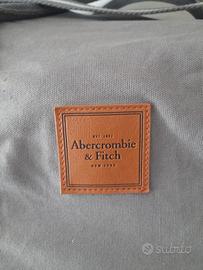 EST. 1892
Abercrombie
& Fitch
NEW YORK
subito